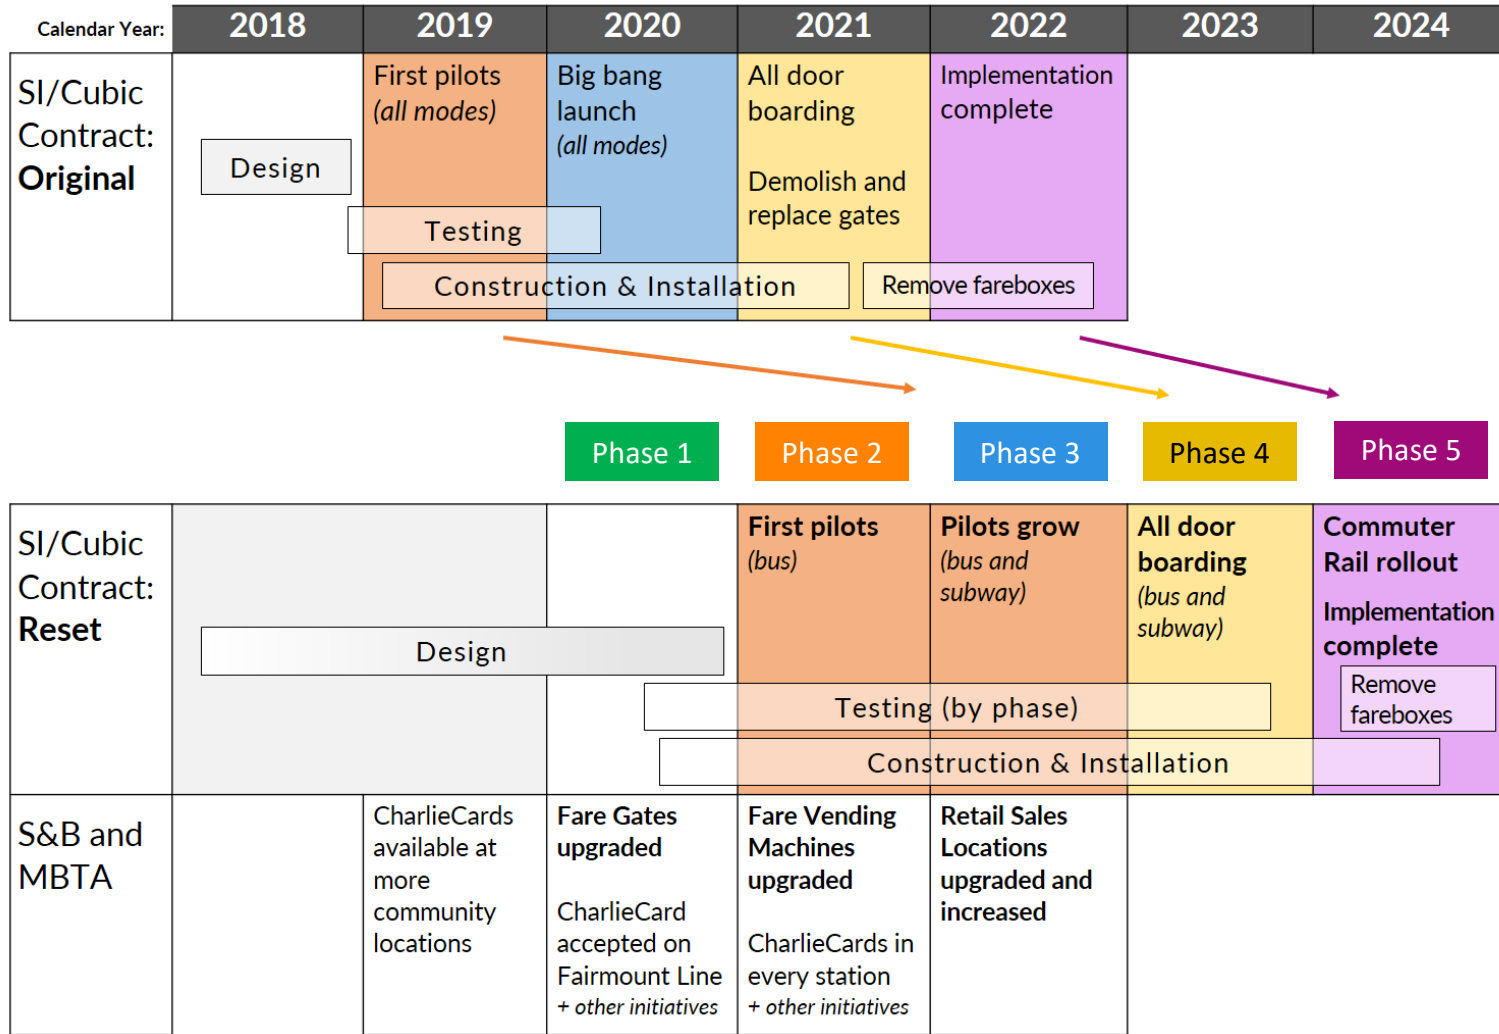 Calendar Year: 2018 2019 2020 2021 2022 2023 2024
SI/Cubic
Contract:
Original
First pilots
(all modes)
Big bang
launch
(all modes)
All door
boarding
Demolish and
replace gates
Implementation
complete
Design
Testing
Construction & Installation
Remove fareboxes
Phase 1
Phase 2
Phase 3
Phase 4
Phase 5
SI/Cubic
Contract:
Reset
First pilots
(bus)
Pilots grow
(bus and
subway)
All door
boarding
(bus and
subway)
Commuter
Rail rollout
Implementation
complete
Design
Remove
fareboxes
Testing (by phase)
Construction & Installation
S&B and
MBTA
CharlieCards
available at
more
community
locations
Fare Gates
upgraded
CharlieCard
accepted on
Fairmount Line
+ other initiatives
Fare Vending
Machines
upgraded
CharlieCards in
every station
+ other initiatives
Retail Sales
Locations
upgraded and
increased